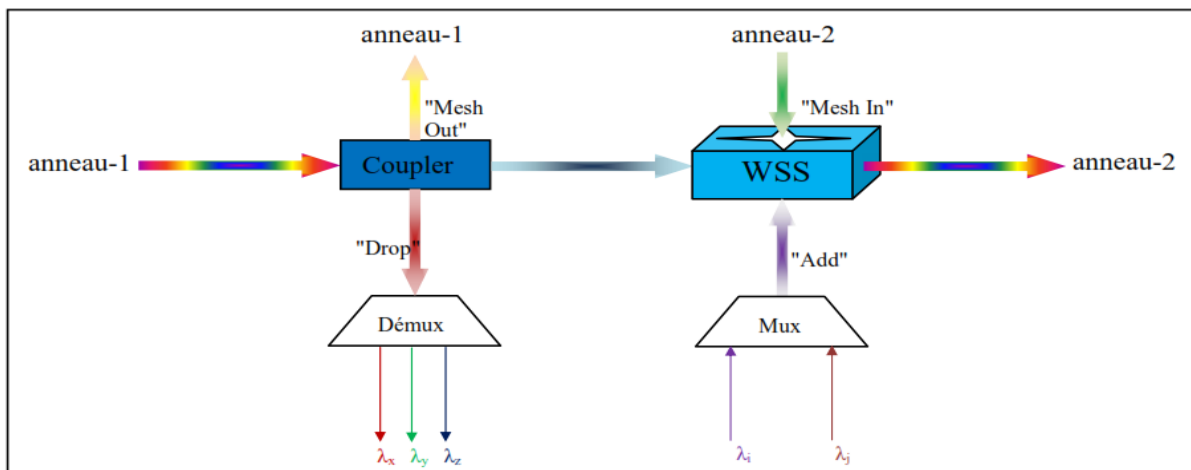 anneau-1
anneau-2
"Mesh
Out"
"Mesh In"
anneau-1
Coupler
WSS
anneau-2
"Drop"
"Add"
Démux
Mux
λx
λy
λz
λi
λj